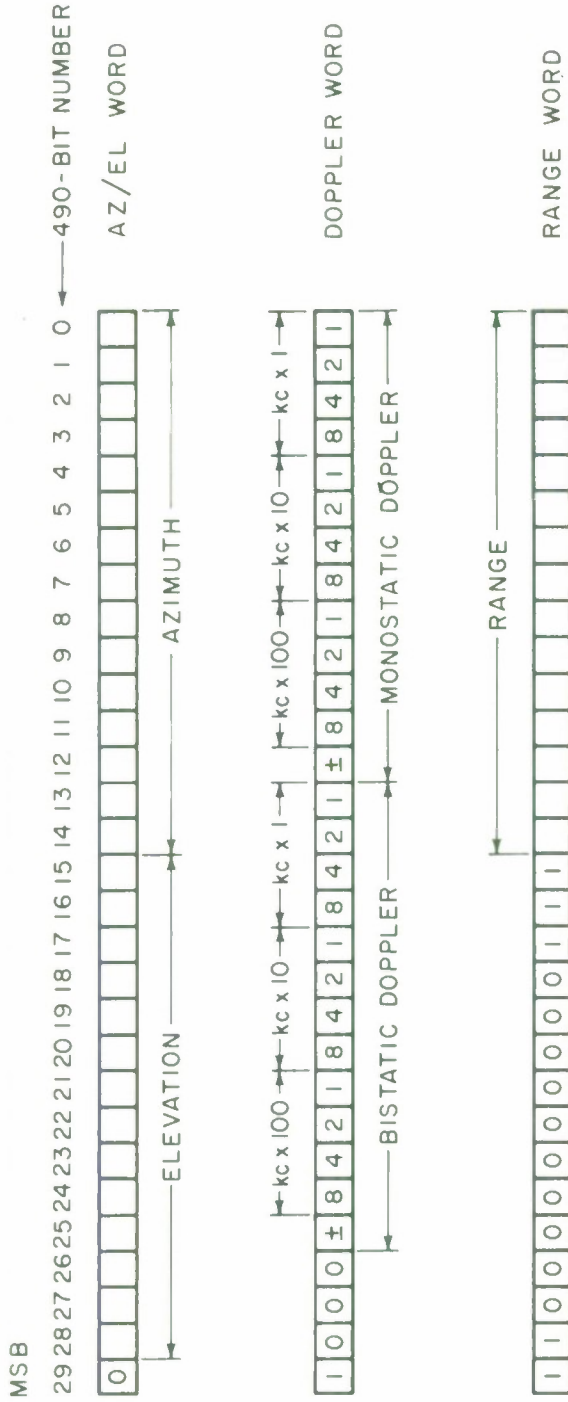 MSB
29 28 27 26 25 24 23 22 21 20 19 18 17 16 15 14 13 12 11 10 9 8 7 6 5 4 3 2 1 0 490-BIT NUMBER
0 AZ/EL WORD
ELEVATION AZIMUTH
kc x 100 kc x 10 kc x 1 kc x 100 kc x 10 kc x 1
1 0 0 0 ± 8 4 2 1 8 4 2 1 8 4 2 1 ± 8 4 2 1 8 4 2 1 8 4 2 1 DOPPLER WORD
BISTATIC DOPPLER MONOSTATIC DOPPLER
RANGE
1 1 0 0 0 0 0 0 0 0 0 0 1 1 1 RANGE WORD